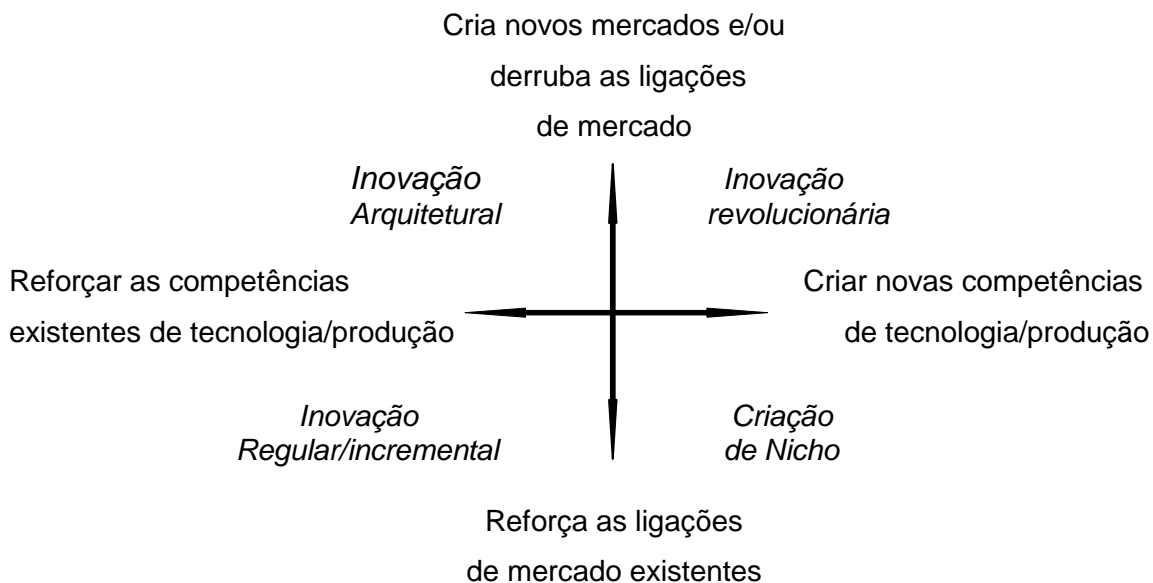 Cria novos mercados e/ou
derruba as ligações
de mercado
Inovação
Arquitetural
Inovação
revolucionária
Reforçar as competências
existentes de tecnologia/produção
Criar novas competências
de tecnologia/produção
Inovação
Regular/incremental
Criação
de Nicho
Reforça as ligações
de mercado existentes